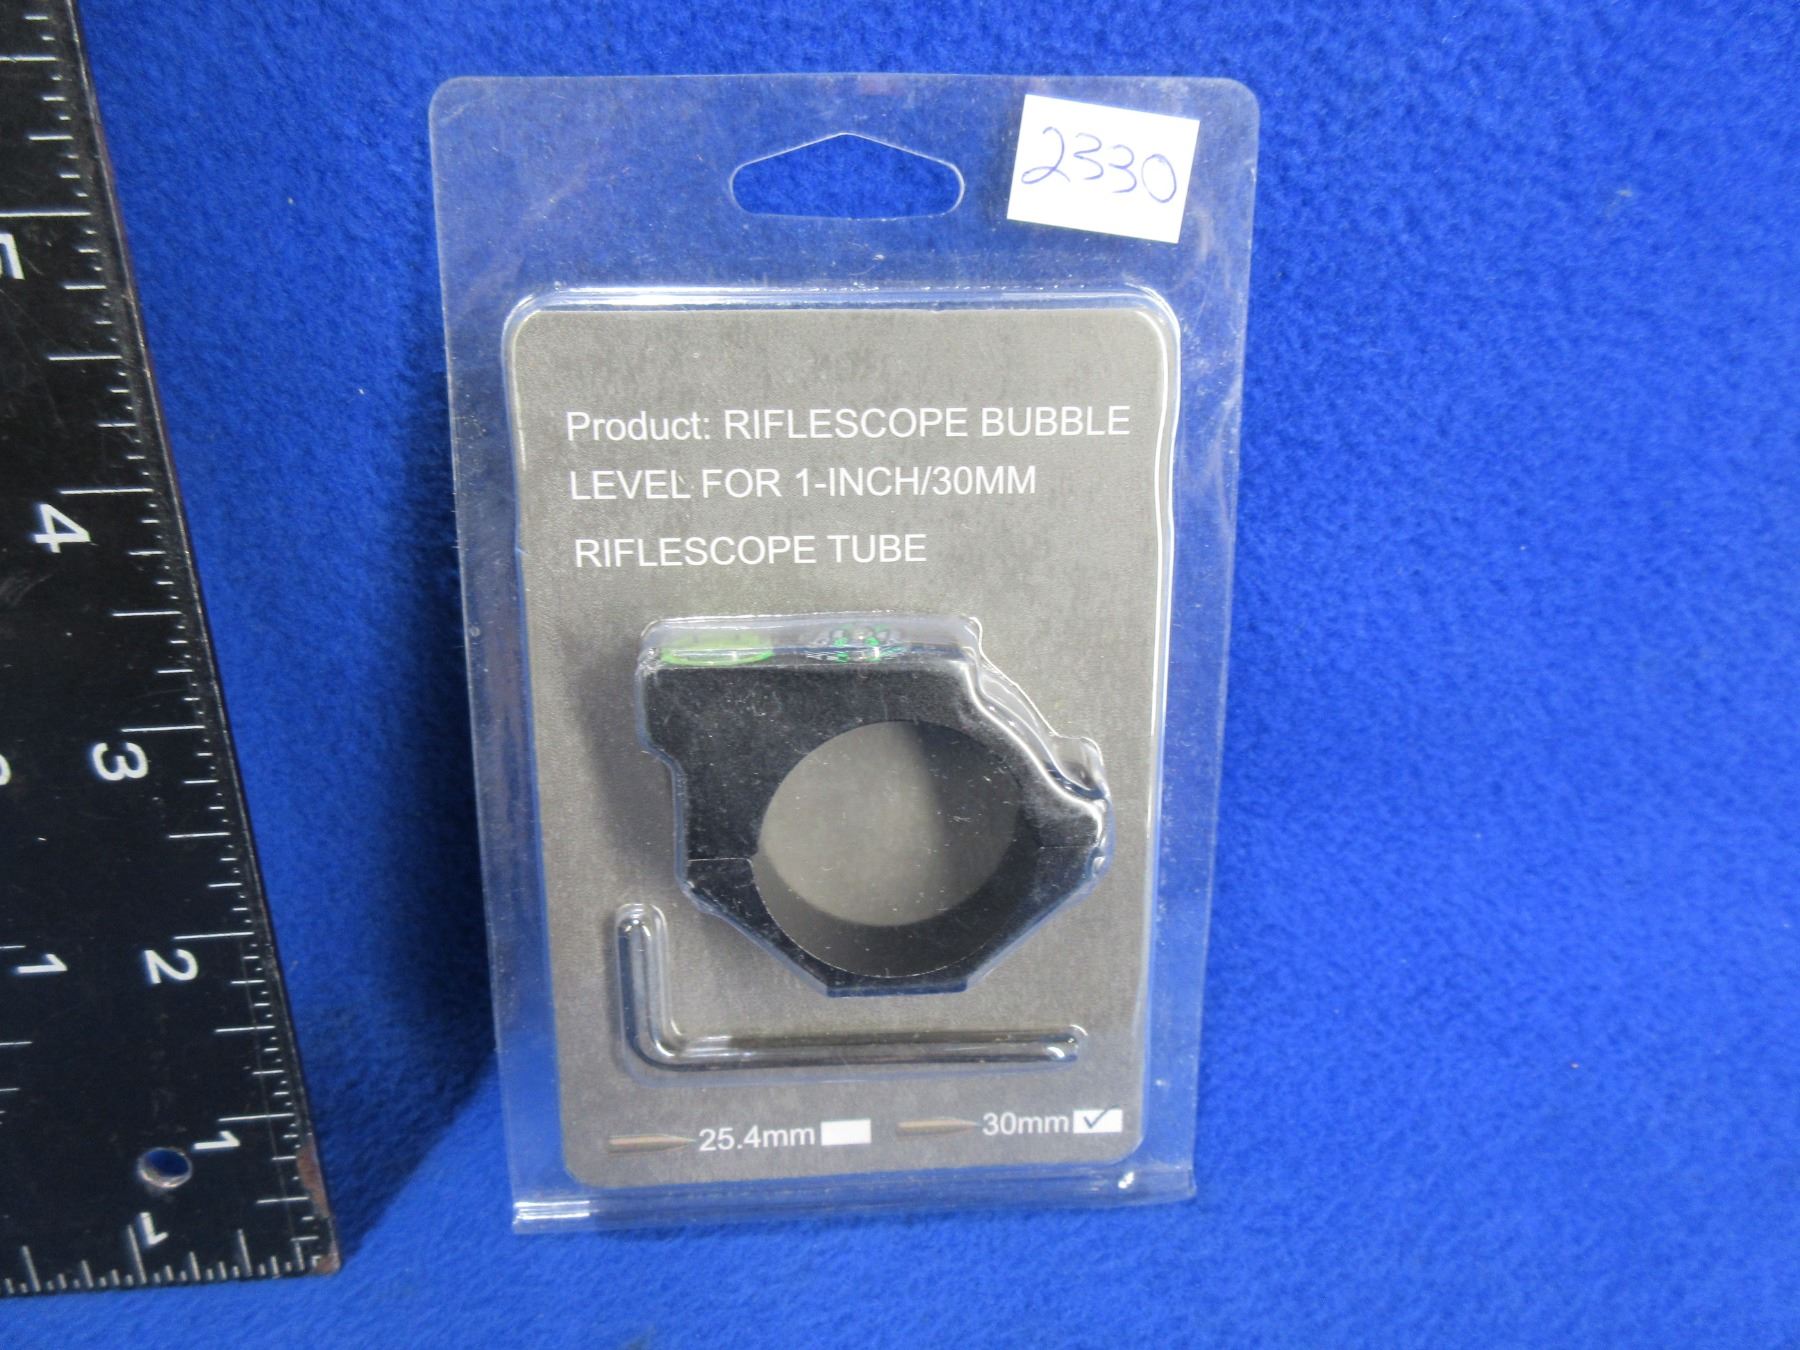 2330
Product: RIFLESCOPE BUBBLE
LEVEL FOR 1-INCH/30MM
RIFLESCOPE TUBE
25.4mm
30mm
5
4
3
2
1
1
1